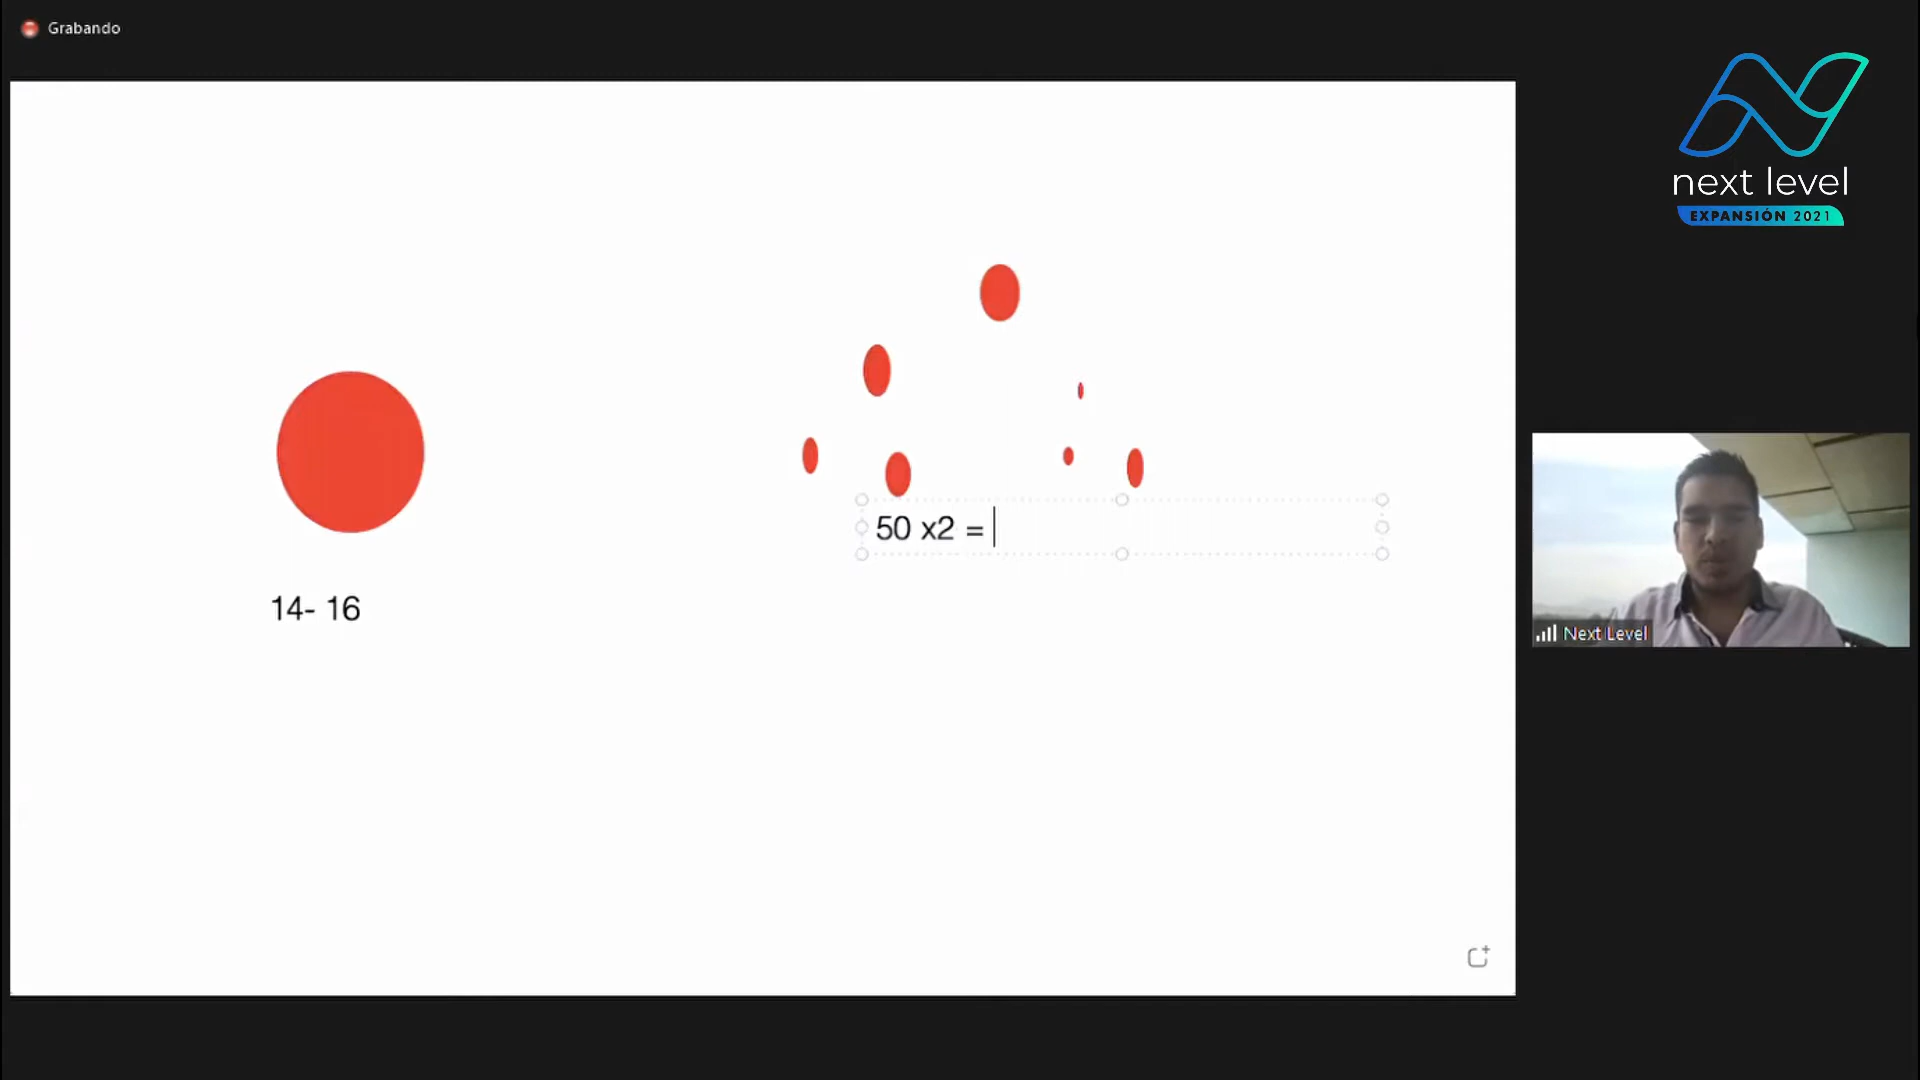 Grabando
next level
EXPANSIÓN 2021
50 x2 =
14- 16
Next Level